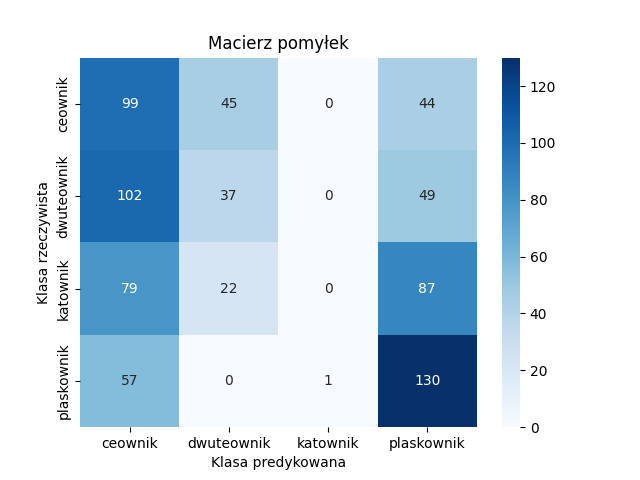 Macierz pomyłek
Klasa rzeczywista
ceownik
dwuteownik
katownik
plaskownik
99 45 0 44
102 37 0 49
79 22 0 87
57 0 1 130
ceownik dwuteownik katownik plaskownik
Klasa predykowana
120
100
80
60
40
20
0